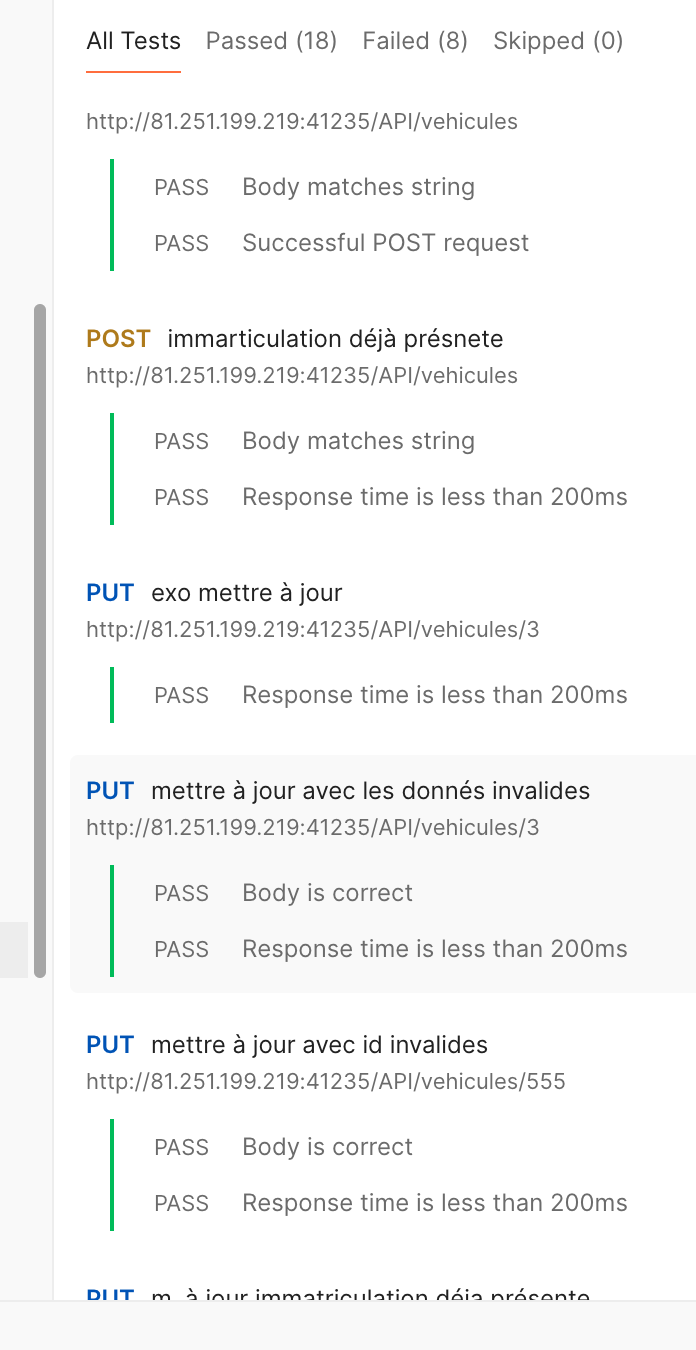 All Tests Passed (18) Failed (8) Skipped (0)
http://81.251.199.219:41235/API/vehicules
PASS Body matches string
PASS Successful POST request
POST immarticulation déjà présnete
http://81.251.199.219:41235/API/vehicules
PASS Body matches string
PASS Response time is less than 200ms
PUT exo mettre à jour
http://81.251.199.219:41235/API/vehicules/3
PASS Response time is less than 200ms
PUT mettre à jour avec les donnés invalides
http://81.251.199.219:41235/API/vehicules/3
PASS Body is correct
PASS Response time is less than 200ms
PUT mettre à jour avec id invalides
http://81.251.199.219:41235/API/vehicules/555
PASS Body is correct
PASS Response time is less than 200ms
PUT m à jour immatriculation déja présente